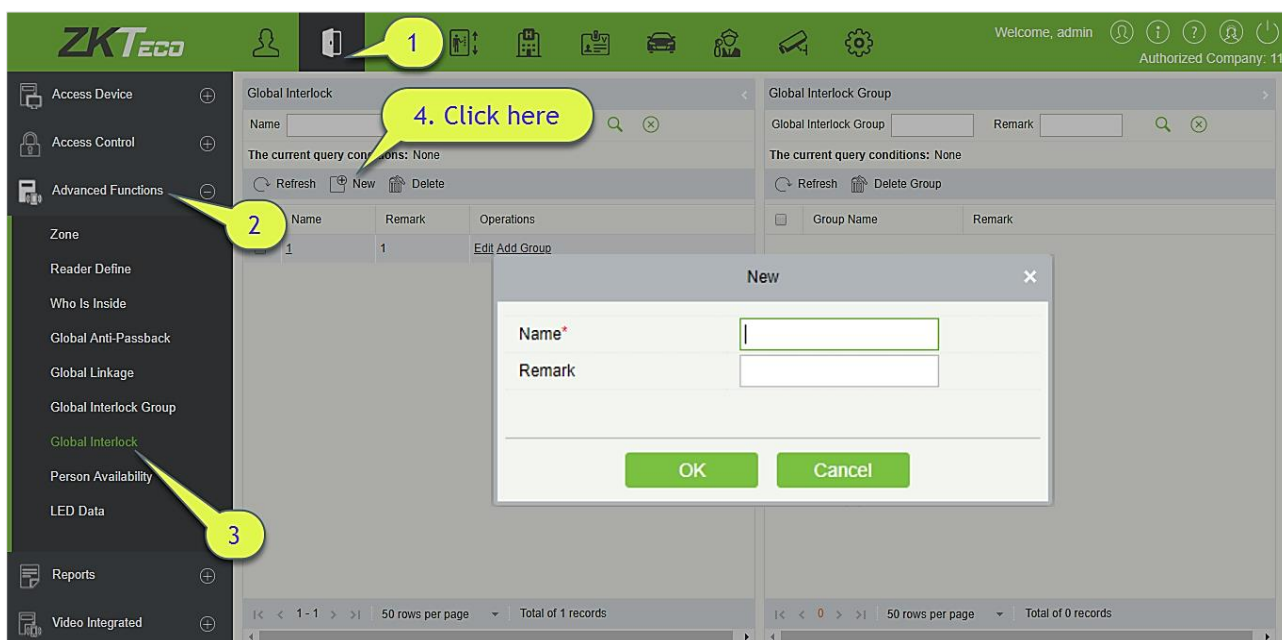 ZKTeco
1
Welcome, admin
Authorized Company: 11
Access Device
Access Control
Advanced Functions
2
Zone
Reader Define
Who Is Inside
Global Anti-Passback
Global Linkage
Global Interlock Group
Global Interlock
Person Availability
LED Data
3
Reports
Video Integrated
Global Interlock
4. Click here
Name
The current query conditions: None
Refresh New Delete
Name Remark Operations
1 1 Edit Add Group
1 - 1 50 rows per page Total of 1 records
Global Interlock Group
Global Interlock Group Remark
The current query conditions: None
Refresh Delete Group
Group Name Remark
0 50 rows per page Total of 0 records
New
Name*
Remark
OK Cancel